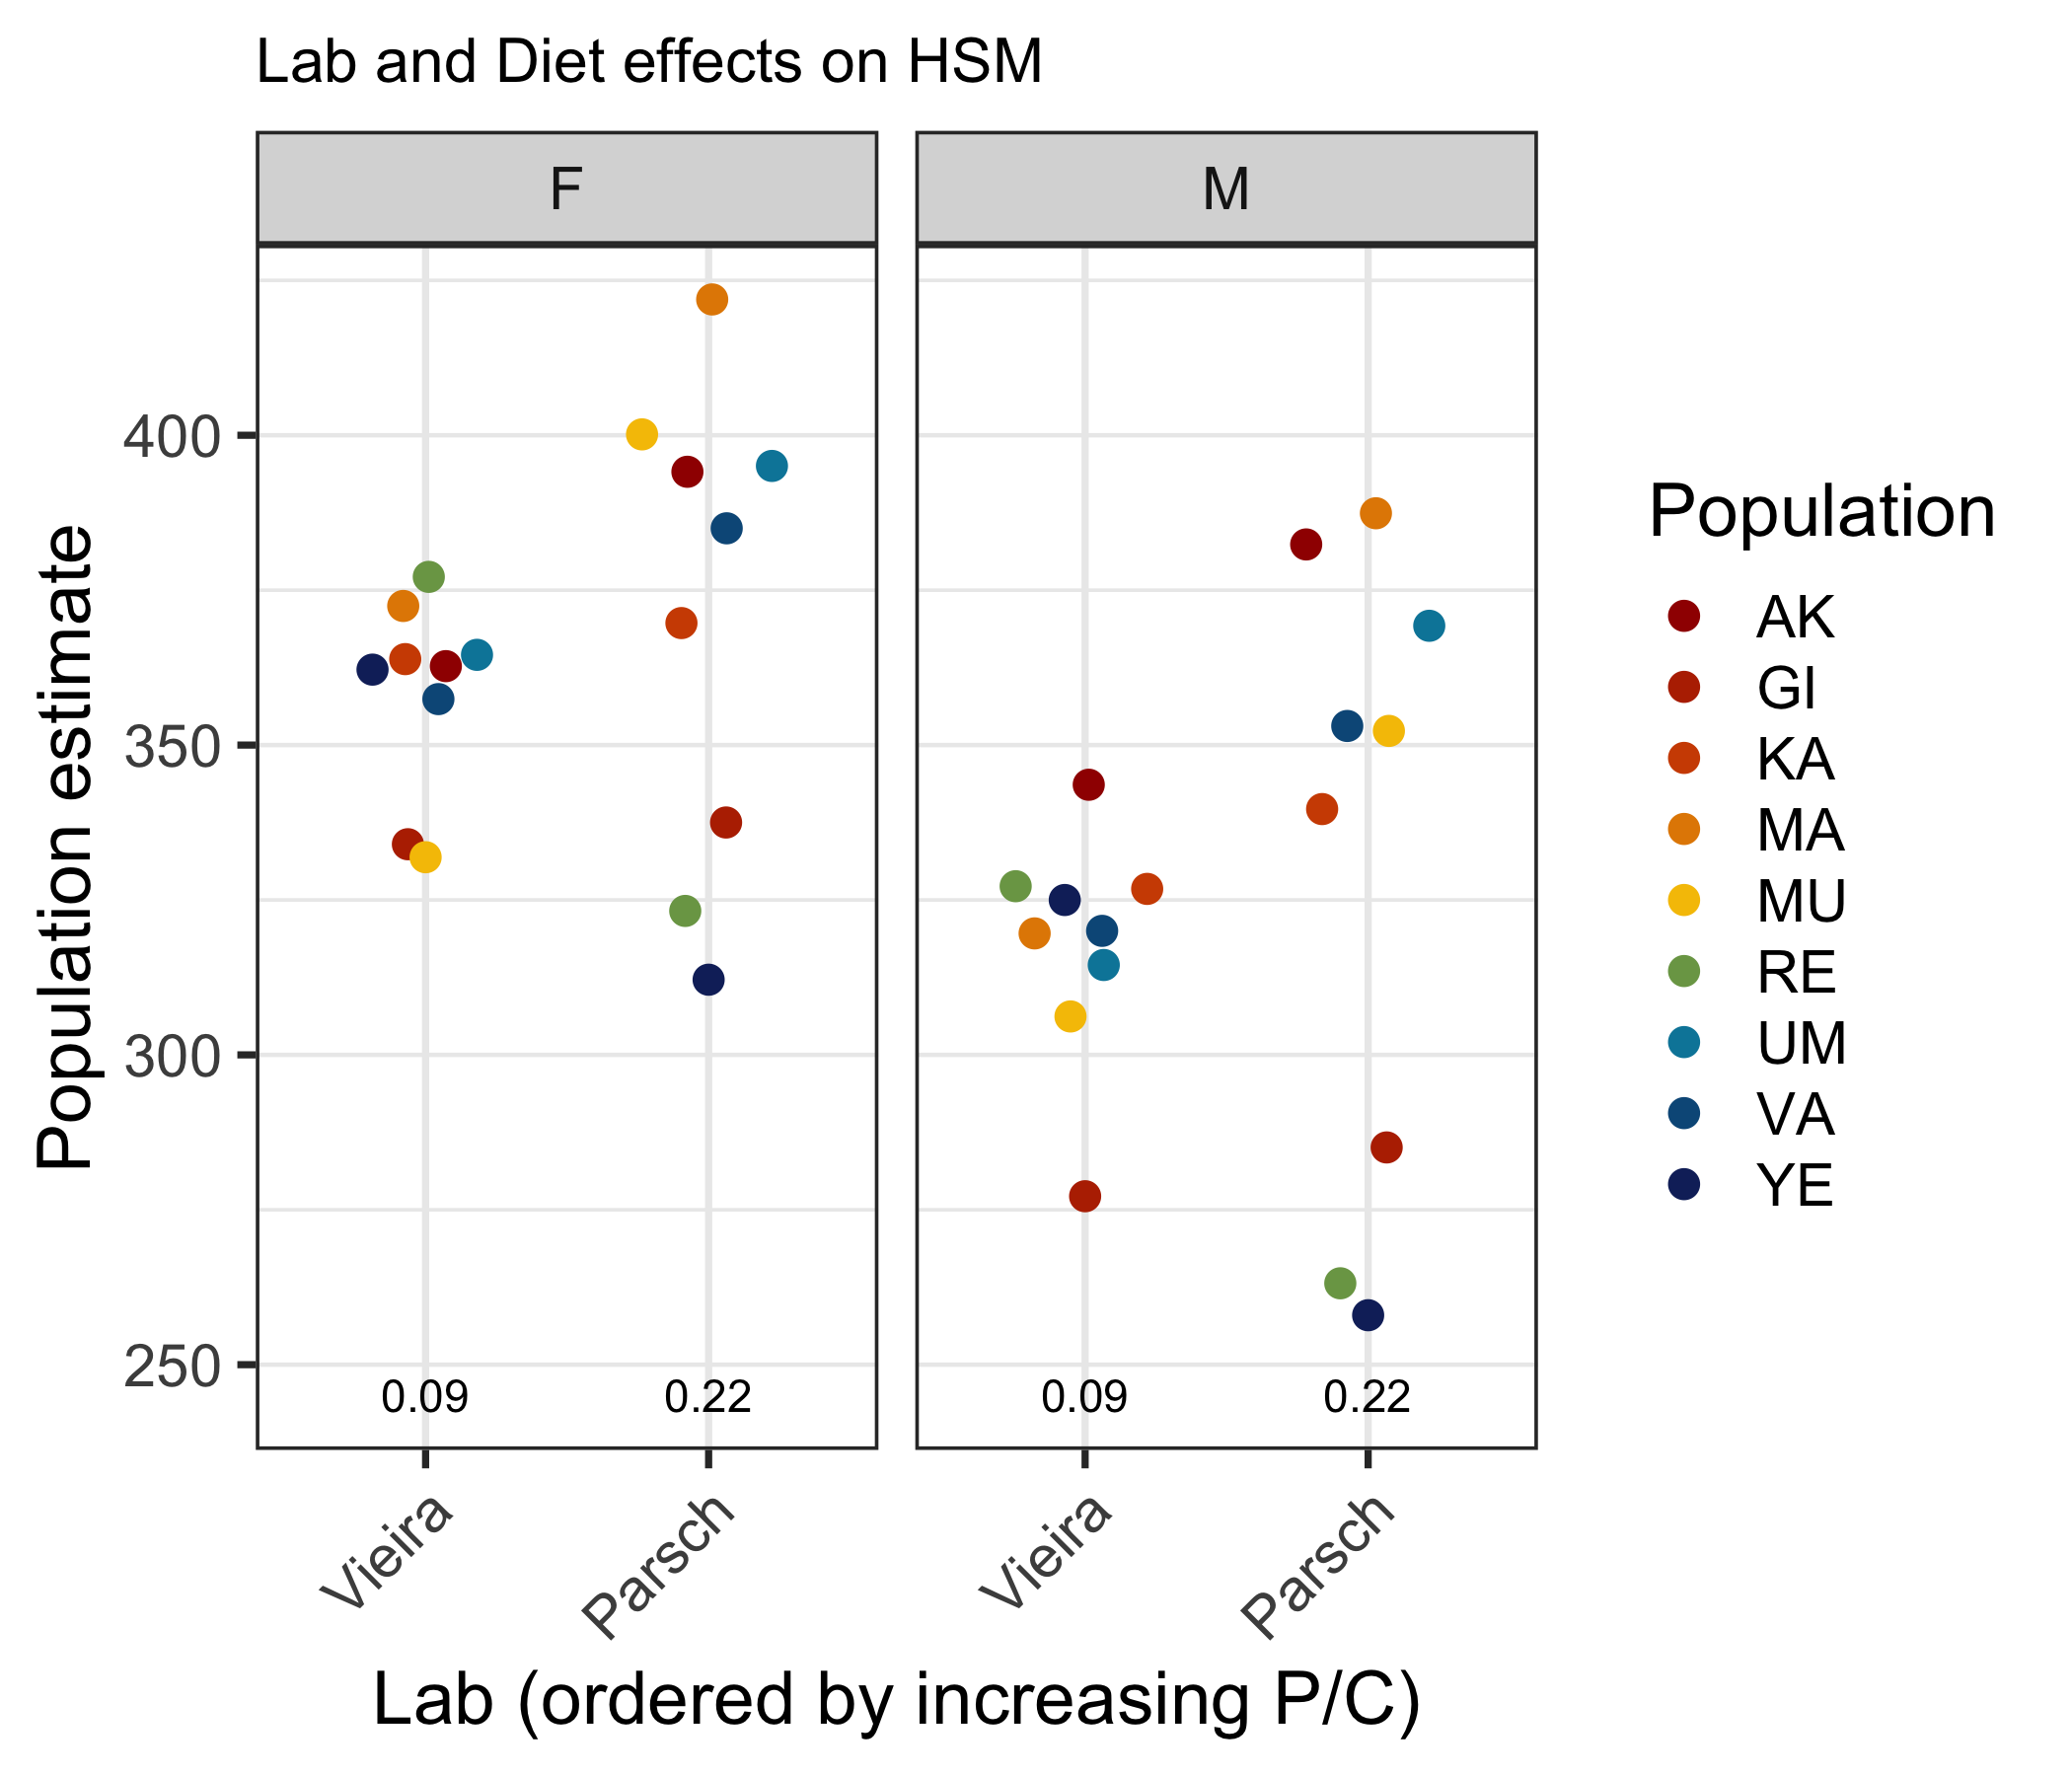 Lab and Diet effects on HSM
F
M
Population estimate
400
350
300
250
0.09
0.22
0.09
0.22
Vieira
Parsch
Vieira
Parsch
Lab (ordered by increasing P/C)
Population
AK
GI
KA
MA
MU
RE
UM
VA
YE